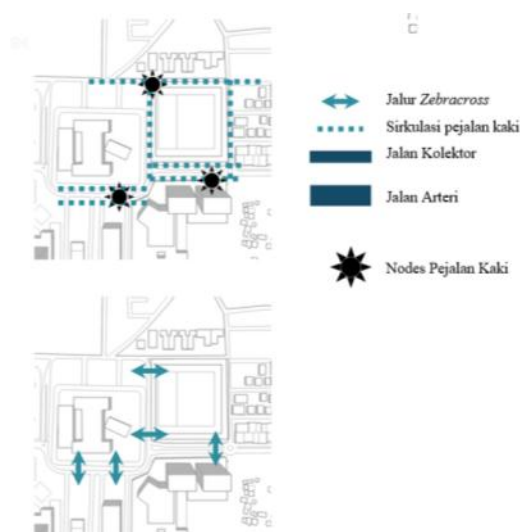 Jalur Zebracross
Sirkulasi pejalan kaki
Jalan Kolektor
Jalan Arteri
Nodes Pejalan Kaki